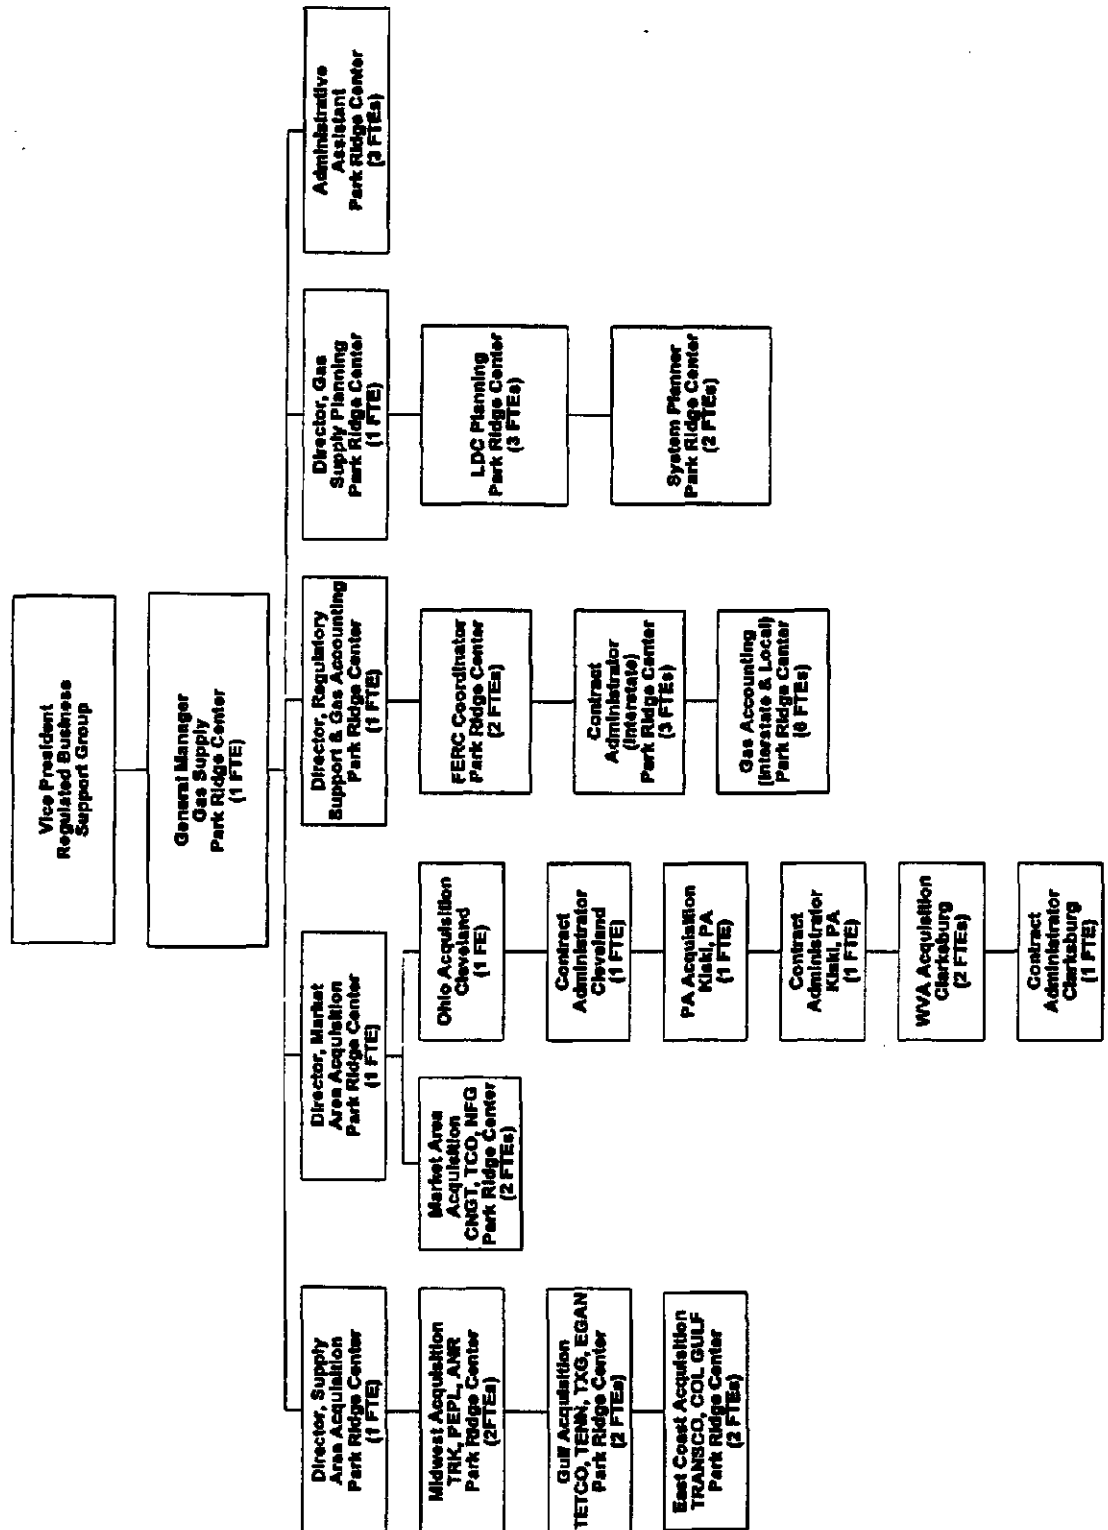 Vice President
Regulated Business
Support Group
General Manager
Gas Supply
Park Ridge Center
(1 FTE)
Director, Supply
Area Acquisition
Park Ridge Center
(1 FTE)
Midwest Acquisition
TRK, PEPL, ANR
Park Ridge Center
(2FTEs)
Gulf Acquisition
TETCO, TENN, TXG, EGAN
Park Ridge Center
(2 FTEs)
East Coast Acquisition
TRANSCO, COL GULF
Park Ridge Center
(2 FTEs)
Director, Market
Area Acquisition
Park Ridge Center
(1 FTE)
Market Area
Acquisition
CNGT, TCO, NFG
Park Ridge Center
(2 FTEs)
Ohio Acquisition
Cleveland
(1 FE)
Contract
Administrator
Cleveland
(1 FTE)
PA Acquisition
Kiski, PA
(1 FTE)
Contract
Administrator
Kiski, PA
(1 FTE)
WVA Acquisition
Clarksburg
(2 FTEs)
Contract
Administrator
Clarksburg
(1 FTE)
Director, Regulatory
Support & Gas Accounting
Park Ridge Center
(1 FTE)
FERC Coordinator
Park Ridge Center
(2 FTEs)
Contract
Administrator
(Interstate)
Park Ridge Center
(3 FTEs)
Gas Accounting
(Interstate & Local)
Park Ridge Center
(6 FTEs)
Director, Gas
Supply Planning
Park Ridge Center
(1 FTE)
LDC Planning
Park Ridge Center
(3 FTEs)
System Planner
Park Ridge Center
(2 FTEs)
Administrative
Assistant
Park Ridge Center
(3 FTEs)